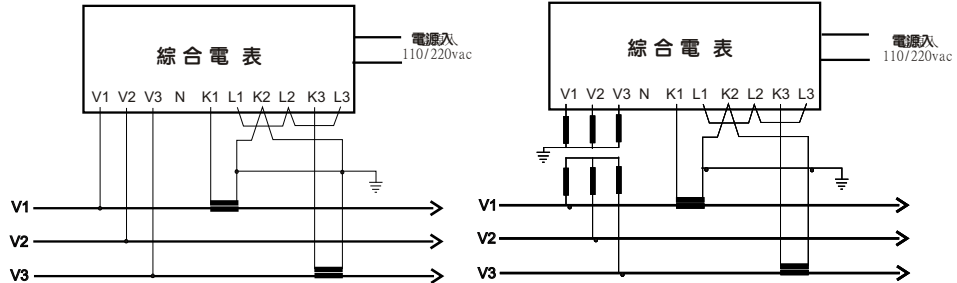 綜合電表
電源入
110/220vac
V1 V2 V3 N K1 L1 K2 L2 K3 L3
V1
V2
V3
綜合電表
電源入
110/220vac
V1 V2 V3 N K1 L1 K2 L2 K3 L3
V1
V2
V3